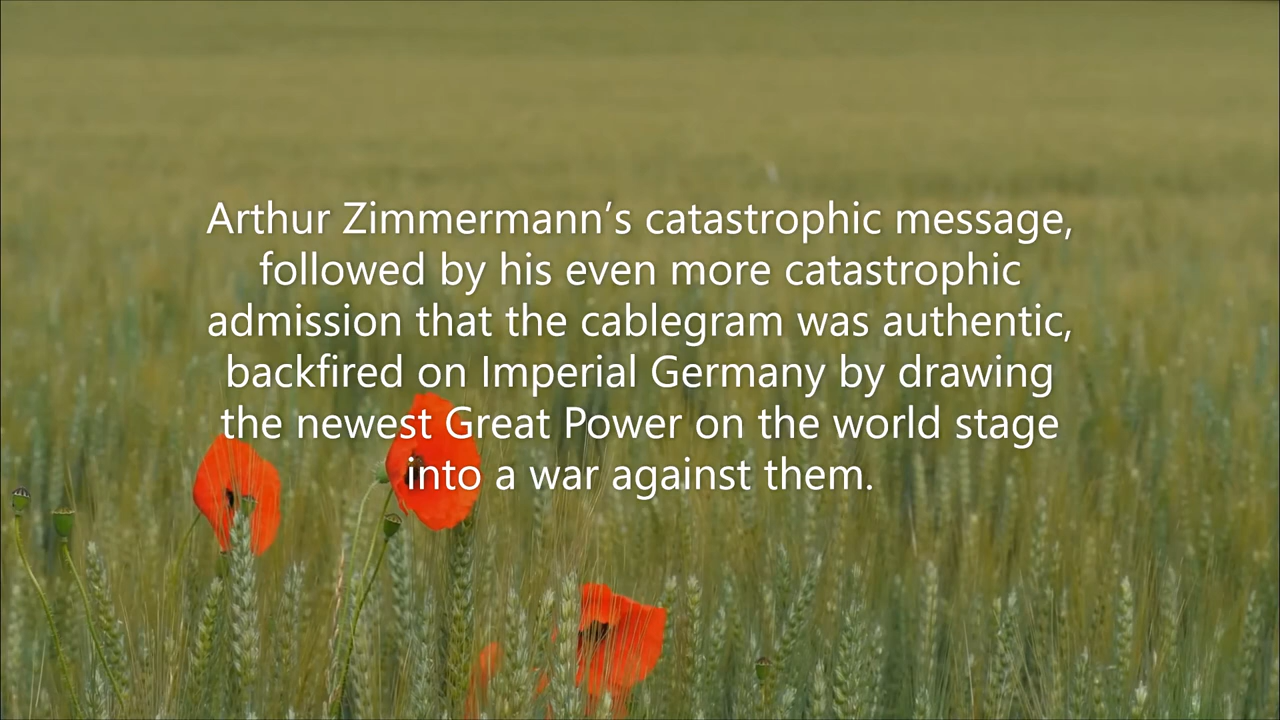 Arthur Zimmermann’s catastrophic message,
followed by his even more catastrophic
admission that the cablegram was authentic,
backfired on Imperial Germany by drawing
the newest Great Power on the world stage
into a war against them.